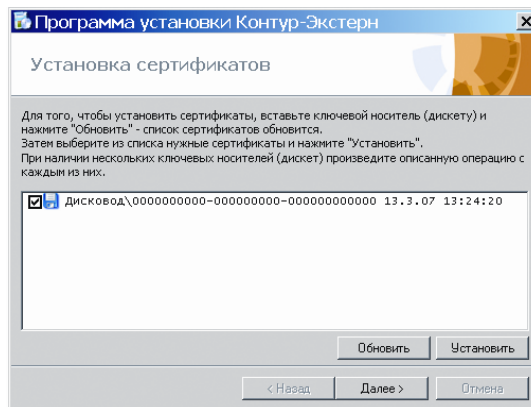 Программа установки Контур-Экстерн
Установка сертификатов
Для того, чтобы установить сертификаты, вставьте ключевой носитель (дискету) и
нажмите "Обновить" - список сертификатов обновится.
Затем выберите из списка нужные сертификаты и нажмите "Установить".
При наличии нескольких ключевых носителей (дискет) произведите описанную операцию с
каждым из них.
Дисковод\0000000000-000000000-000000000000 13.3.07 13:24:20
Обновить Установить
< Назад Далее > Отмена